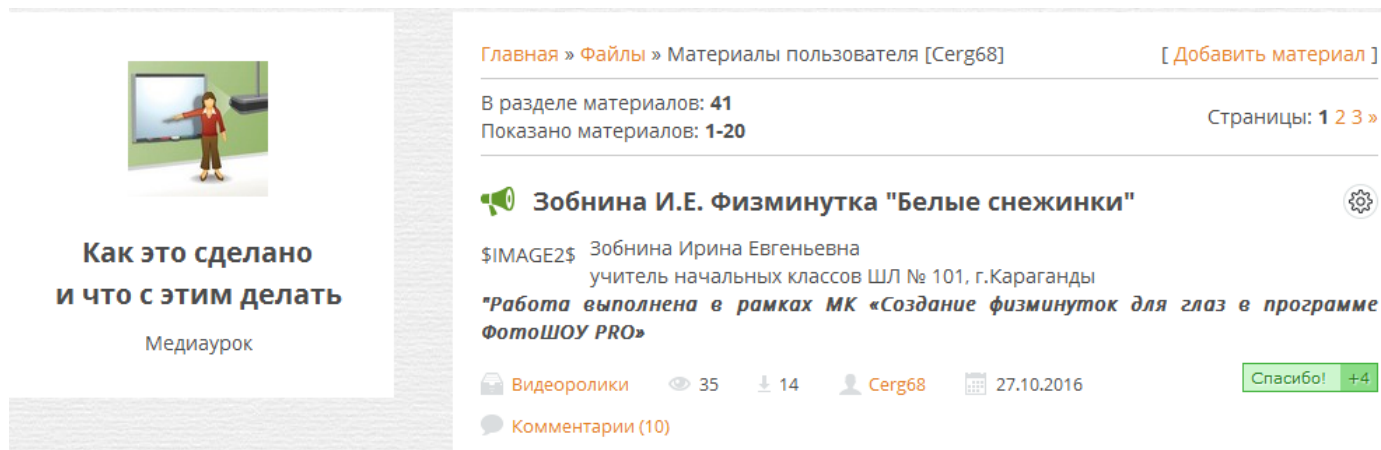 Как это сделано
и что с этим делать
Медиаурок
Главная » Файлы » Материалы пользователя [Cerg68]
[ Добавить материал ]
В разделе материалов: 41
Показано материалов: 1-20
Страницы: 1 2 3 »
Зобнина И.Е. Физминутка "Белые снежинки"
$IMAGE2$ Зобнина Ирина Евгеньевна
учитель начальных классов ШЛ № 101, г.Караганды
"Работа выполнена в рамках МК «Создание физминуток для глаз в программе
ФотоШОУ PRO»
Видеоролики 35 14 Cerg68 27.10.2016
Спасибо! +4
Комментарии (10)